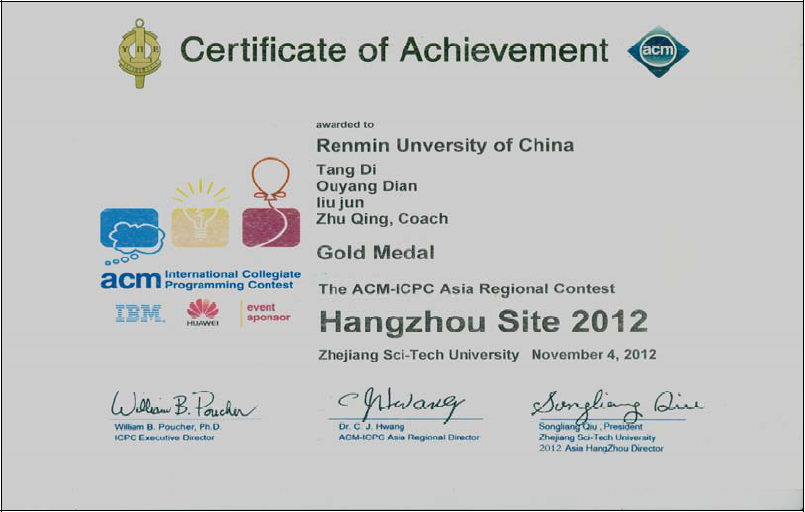 Certificate of Achievement
acm
Υ Π Ε
awarded to
Renmin Unversity of China
Tang Di
Ouyang Dian
liu jun
Zhu Qing, Coach
Gold Medal
acm International Collegiate
Programming Contest
IBM.
HUAWEI
event
sponsor
The ACM-ICPC Asia Regional Contest
Hangzhou Site 2012
Zhejiang Sci-Tech University November 4, 2012
William B. Poucher
William B. Poucher, Ph.D.
ICPC Executive Director
C J Hwang
Dr. C. J. Hwang
ACM-ICPC Asia Regional Director
Songliang Qiu
Songliang Qiu , President
Zhejiang Sci-Tech University
2012 Asia HangZhou Director